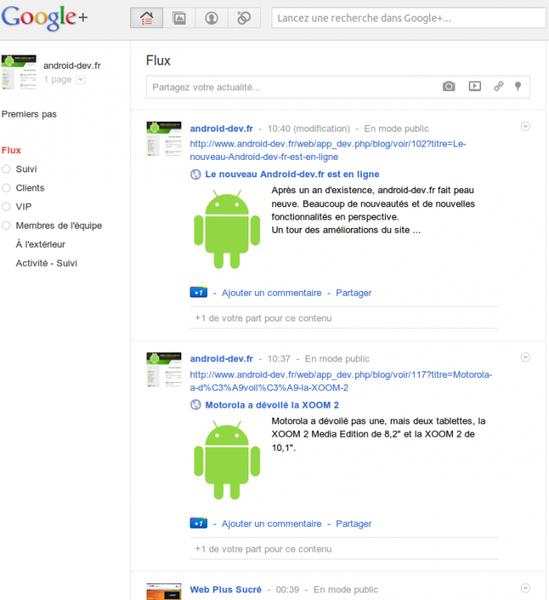 Google+
Lancez une recherche dans Google+...
android-dev.fr
1 page
Premiers pas
Flux
Suivi
Clients
VIP
Membres de l'équipe
À l'extérieur
Activité - Suivi
Flux
Partagez votre actualité...
android-dev.fr - 10:40 (modification) - En mode public
http://www.android-dev.fr/web/app_dev.php/blog/voir/102?titre=Le-
nouveau-Android-dev-fr-est-en-ligne
Le nouveau Android-dev.fr est en ligne
Après un an d'existence, android-dev.fr fait peau
neuve. Beaucoup de nouveautés et de nouvelles
fonctionnalités en perspective.
Un tour des améliorations du site ...
+1 - Ajouter un commentaire - Partager
+1 de votre part pour ce contenu
android-dev.fr - 10:37 - En mode public
http://www.android-dev.fr/web/app_dev.php/blog/voir/117?titre=Motorola-
a-d%C3%A9voil%C3%A9-la-XOOM-2
Motorola a dévoilé la XOOM 2
Motorola a dévoilé pas une, mais deux tablettes, la
XOOM 2 Media Edition de 8,2" et la XOOM 2 de
10,1".
+1 - Ajouter un commentaire - Partager
+1 de votre part pour ce contenu
Web Plus Sucré - 00:39 - En mode public